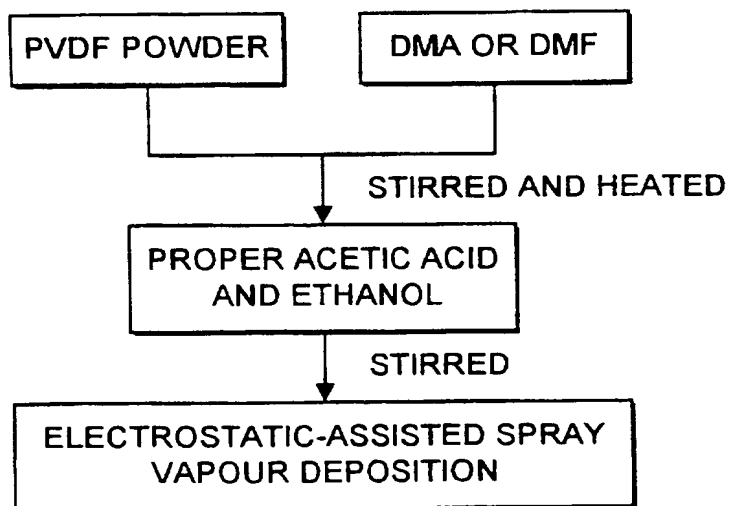 PVDF POWDER
DMA OR DMF
STIRRED AND HEATED
PROPER ACETIC ACID
AND ETHANOL
STIRRED
ELECTROSTATIC-ASSISTED SPRAY
VAPOUR DEPOSITION